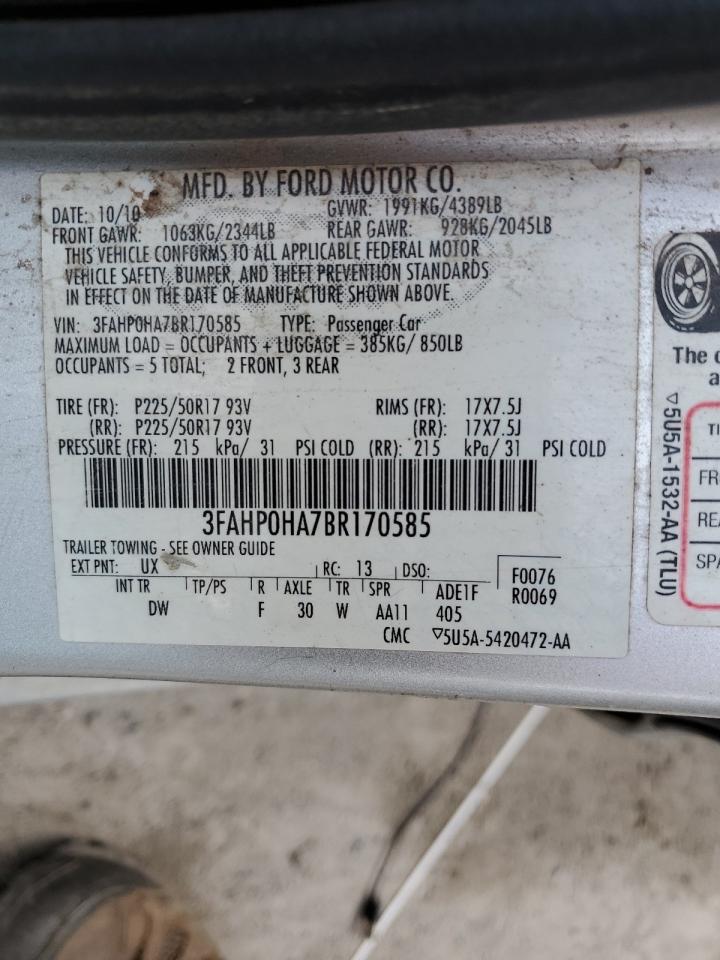 MFD. BY FORD MOTOR CO.
DATE: 10/10 GVWR: 1991KG/4389LB
FRONT GAWR: 1063KG/2344LB REAR GAWR: 928KG/2045LB
THIS VEHICLE CONFORMS TO ALL APPLICABLE FEDERAL MOTOR
VEHICLE SAFETY, BUMPER, AND THEFT PREVENTION STANDARDS
IN EFFECT ON THE DATE OF MANUFACTURE SHOWN ABOVE.
VIN: 3FAHP0HA7BR170585 TYPE: Passenger Car
MAXIMUM LOAD = OCCUPANTS + LUGGAGE = 385KG/ 850LB
OCCUPANTS = 5 TOTAL; 2 FRONT, 3 REAR
TIRE (FR): P225/50R17 93V RIMS (FR): 17X7.5J
(RR): P225/50R17 93V (RR): 17X7.5J
PRESSURE (FR): 215 kPa/ 31 PSI COLD (RR): 215 kPa/ 31 PSI COLD
3FAHP0HA7BR170585
TRAILER TOWING - SEE OWNER GUIDE
EXT PNT: UX RC: 13 DSO: F0076
INT TR TP/PS R AXLE TR SPR ADE1F R0069
DW F 30 W AA11 405
CMC ▽5U5A-5420472-AA
The
a
▽5U5A-1532-AA (TLU)
TI
FR
REA
SPA